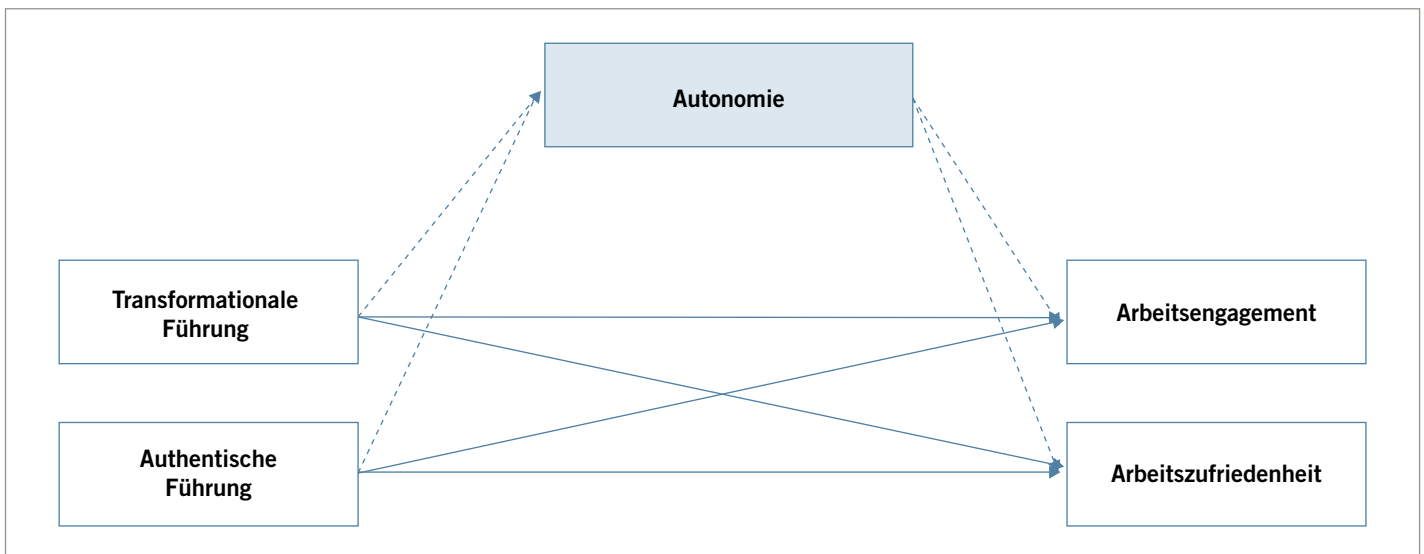 Autonomie
Transformationale
Führung
Arbeitsengagement
Authentische
Führung
Arbeitszufriedenheit